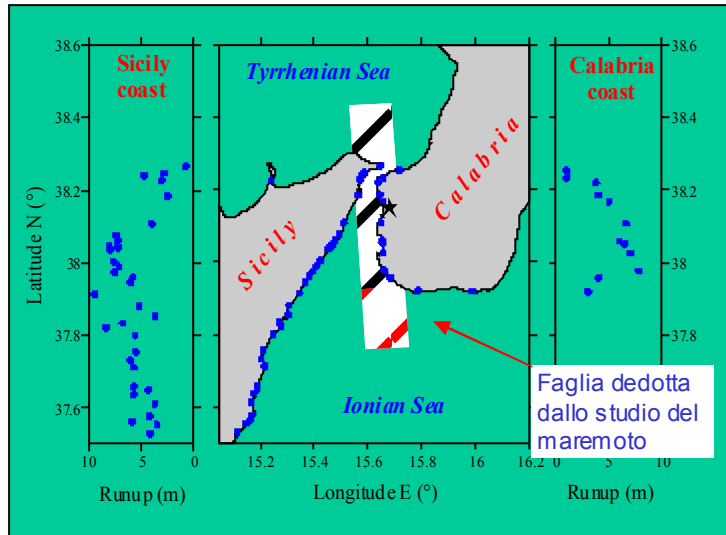 38.6
38.4
38.2
38
37.8
37.6
Latitude N (°)
Sicily
coast
10
5
0
Runup (m)
Tyrrhenian Sea
Sicily
Calabria
Ionian Sea
15.2
15.4
15.6
15.8
16
16.2
Longitude E (°)
Calabria
coast
38.6
38.4
38.2
38
37.8
37.6
0
10
Runup (m)
Faglia dedotta
dallo studio del
maremoto